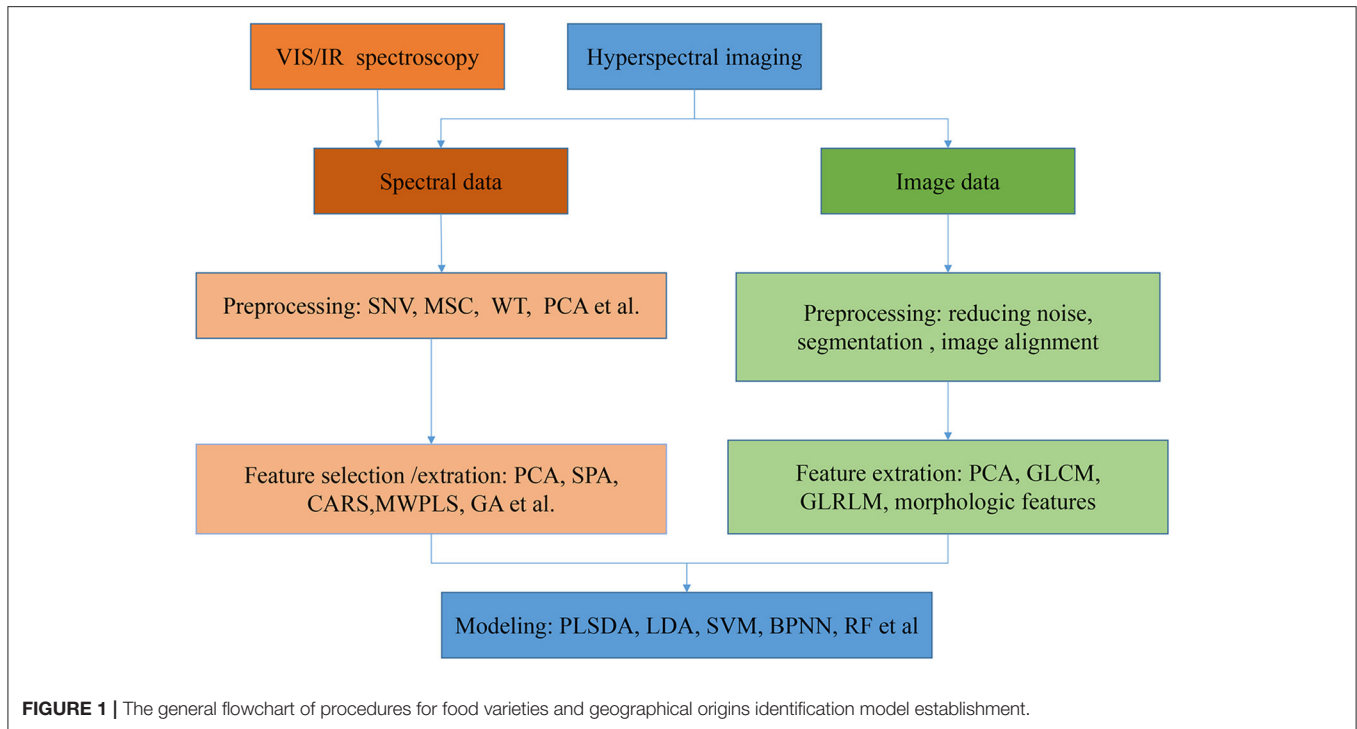 VIS/IR spectroscopy
Hyperspectral imaging
Spectral data
Image data
Preprocessing: SNV, MSC, WT, PCA et al.
Preprocessing: reducing noise,
segmentation , image alignment
Feature selection /extration: PCA, SPA,
CARS,MWPLS, GA et al.
Feature extration: PCA, GLCM,
GLRLM, morphologic features
Modeling: PLSDA, LDA, SVM, BPNN, RF et al
FIGURE 1 | The general flowchart of procedures for food varieties and geographical origins identification model establishment.